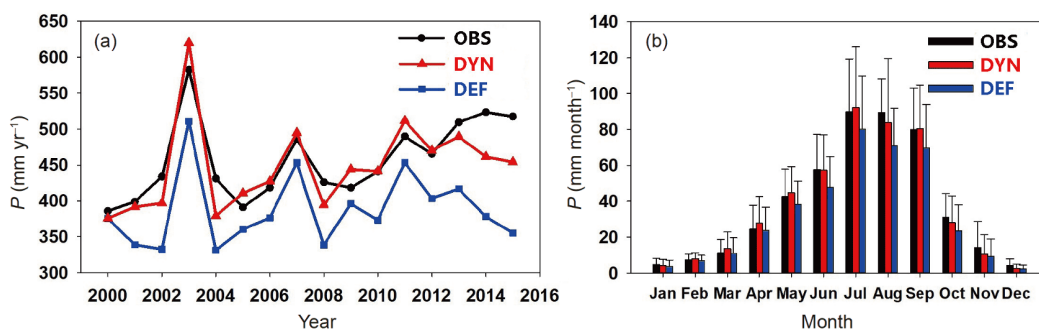 (a)
OBS
DYN
DEF
P (mm yr⁻¹)
650
600
550
500
450
400
350
300
2000 2002 2004 2006 2008 2010 2012 2014 2016
Year
(b)
OBS
DYN
DEF
P (mm month⁻¹)
140
120
100
80
60
40
20
0
Jan Feb Mar Apr May Jun Jul Aug Sep Oct Nov Dec
Month